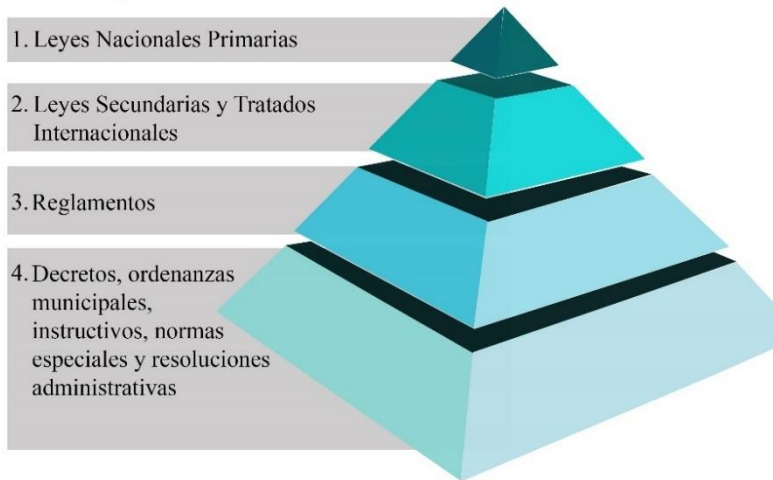 1. Leyes Nacionales Primarias
2. Leyes Secundarias y Tratados
Internacionales
3. Reglamentos
4. Decretos, ordenanzas
municipales,
instructivos, normas
especiales y resoluciones
administrativas